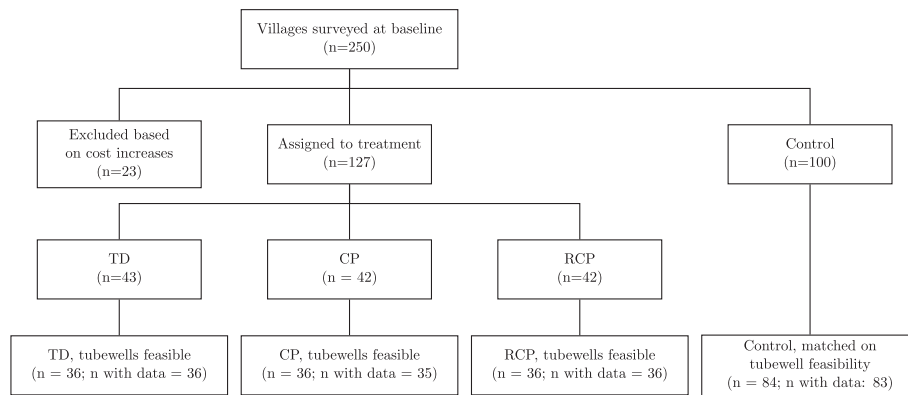 Villages surveyed at baseline
(n=250)
Excluded based
on cost increases
(n=23)
Assigned to treatment
(n=127)
Control
(n=100)
TD
(n=43)
CP
(n = 42)
RCP
(n=42)
TD, tubewells feasible
(n = 36; n with data = 36)
CP, tubewells feasible
(n = 36; n with data = 35)
RCP, tubewells feasible
(n = 36; n with data = 36)
Control, matched on
tubewell feasibility
(n = 84; n with data: 83)